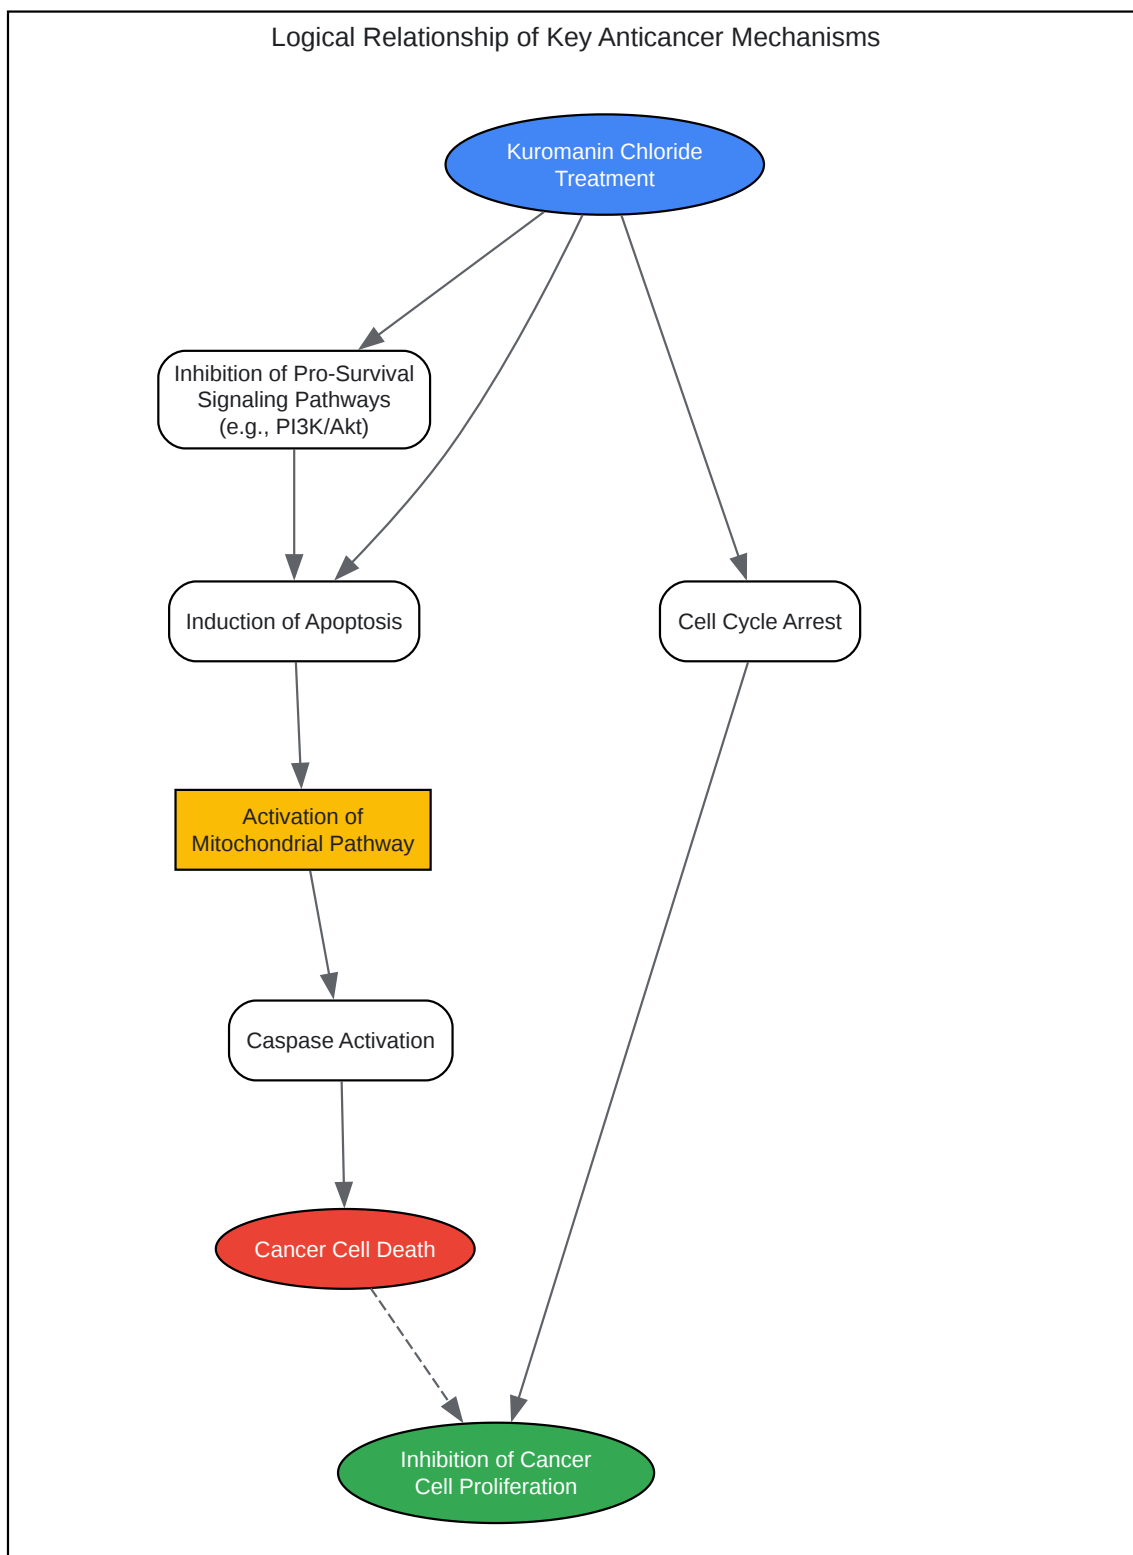 Logical Relationship of Key Anticancer Mechanisms
Kuromanin Chloride
Treatment
Inhibition of Pro-Survival
Signaling Pathways
(e.g., PI3K/Akt)
Induction of Apoptosis
Cell Cycle Arrest
Activation of
Mitochondrial Pathway
Caspase Activation
Cancer Cell Death
Inhibition of Cancer
Cell Proliferation